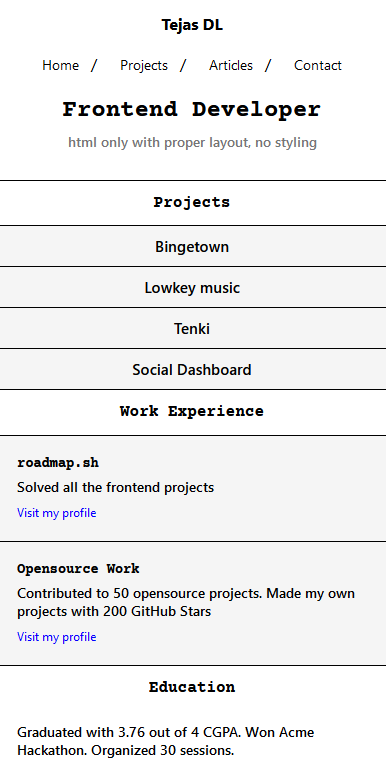 Tejas DL
Home / Projects / Articles / Contact
Frontend Developer
html only with proper layout, no styling
Projects
Bingetown
Lowkey music
Tenki
Social Dashboard
Work Experience
roadmap.sh
Solved all the frontend projects
Visit my profile
Opensource Work
Contributed to 50 opensource projects. Made my own
projects with 200 GitHub Stars
Visit my profile
Education
Graduated with 3.76 out of 4 CGPA. Won Acme
Hackathon. Organized 30 sessions.